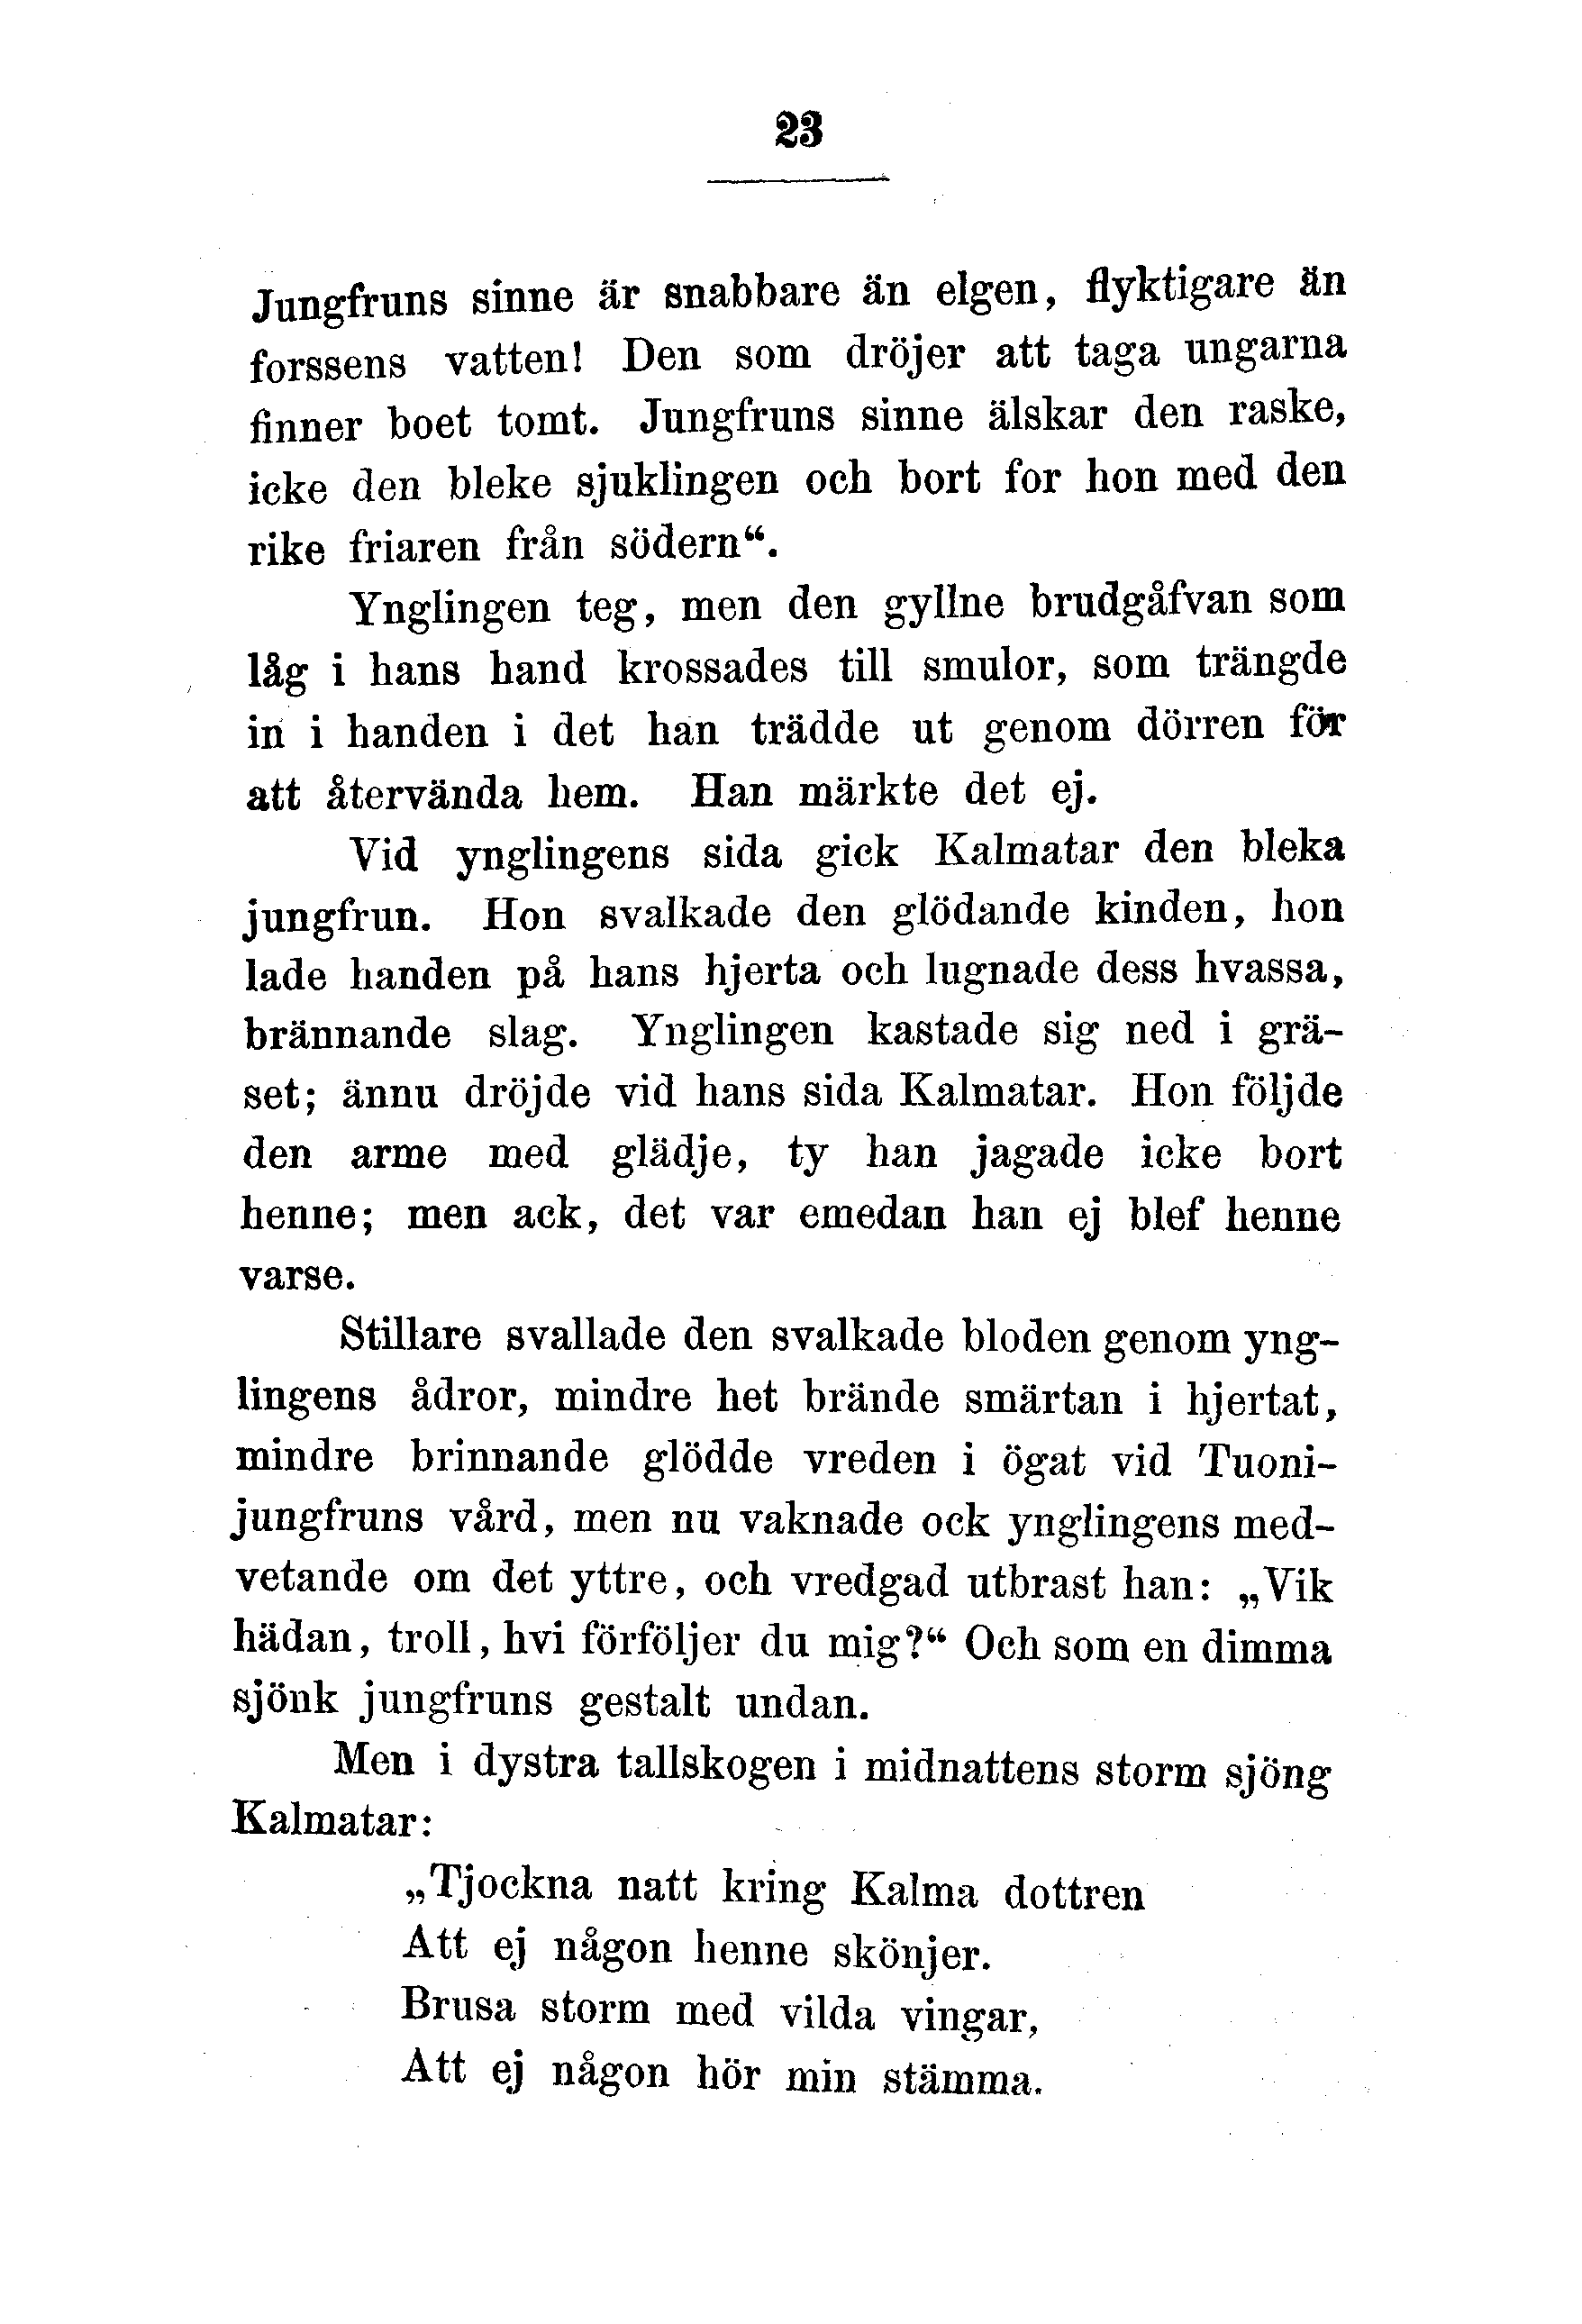 23
Jungfruns sinne är snabbare än elgen, flyktigare än
forssens vatten! Den som dröjer att taga ungarna
finner boet tomt. Jungfruns sinne älskar den raske,
icke den bleke sjuklingen och bort for hon med den
rike friaren från södern“.
Ynglingen teg, men den gyllne brudgåfvan som
låg i hans hand krossades till smulor, som trängde
in i handen i det han trädde ut genom dörren för
att återvända hem. Han märkte det ej.
Vid ynglingens sida gick Kalmatar den bleka
jungfrun. Hon svalkade den glödande kinden, hon
lade handen på hans hjerta och lugnade dess hvassa,
brännande slag. Ynglingen kastade sig ned i grä-
set; ännu dröjde vid hans sida Kalmatar. Hon följde
den arme med glädje, ty han jagade icke bort
henne; men ack, det var emedan han ej blef henne
varse.
Stillare svallade den svalkade bloden genom yng-
lingens ådror, mindre het brände smärtan i hjertat,
mindre brinnande glödde vreden i ögat vid Tuoni-
jungfruns vård, men nu vaknade ock ynglingens med-
vetande om det yttre, och vredgad utbrast han: „Vik
hädan, troll, hvi förföljer du mig?“ Och som en dimma
sjönk jungfruns gestalt undan.
Men i dystra tallskogen i midnattens storm sjöng
Kalmatar:
„Tjockna natt kring Kalma dottren
Att ej någon henne skönjer.
Brusa storm med vilda vingar,
Att ej någon hör min stämma.